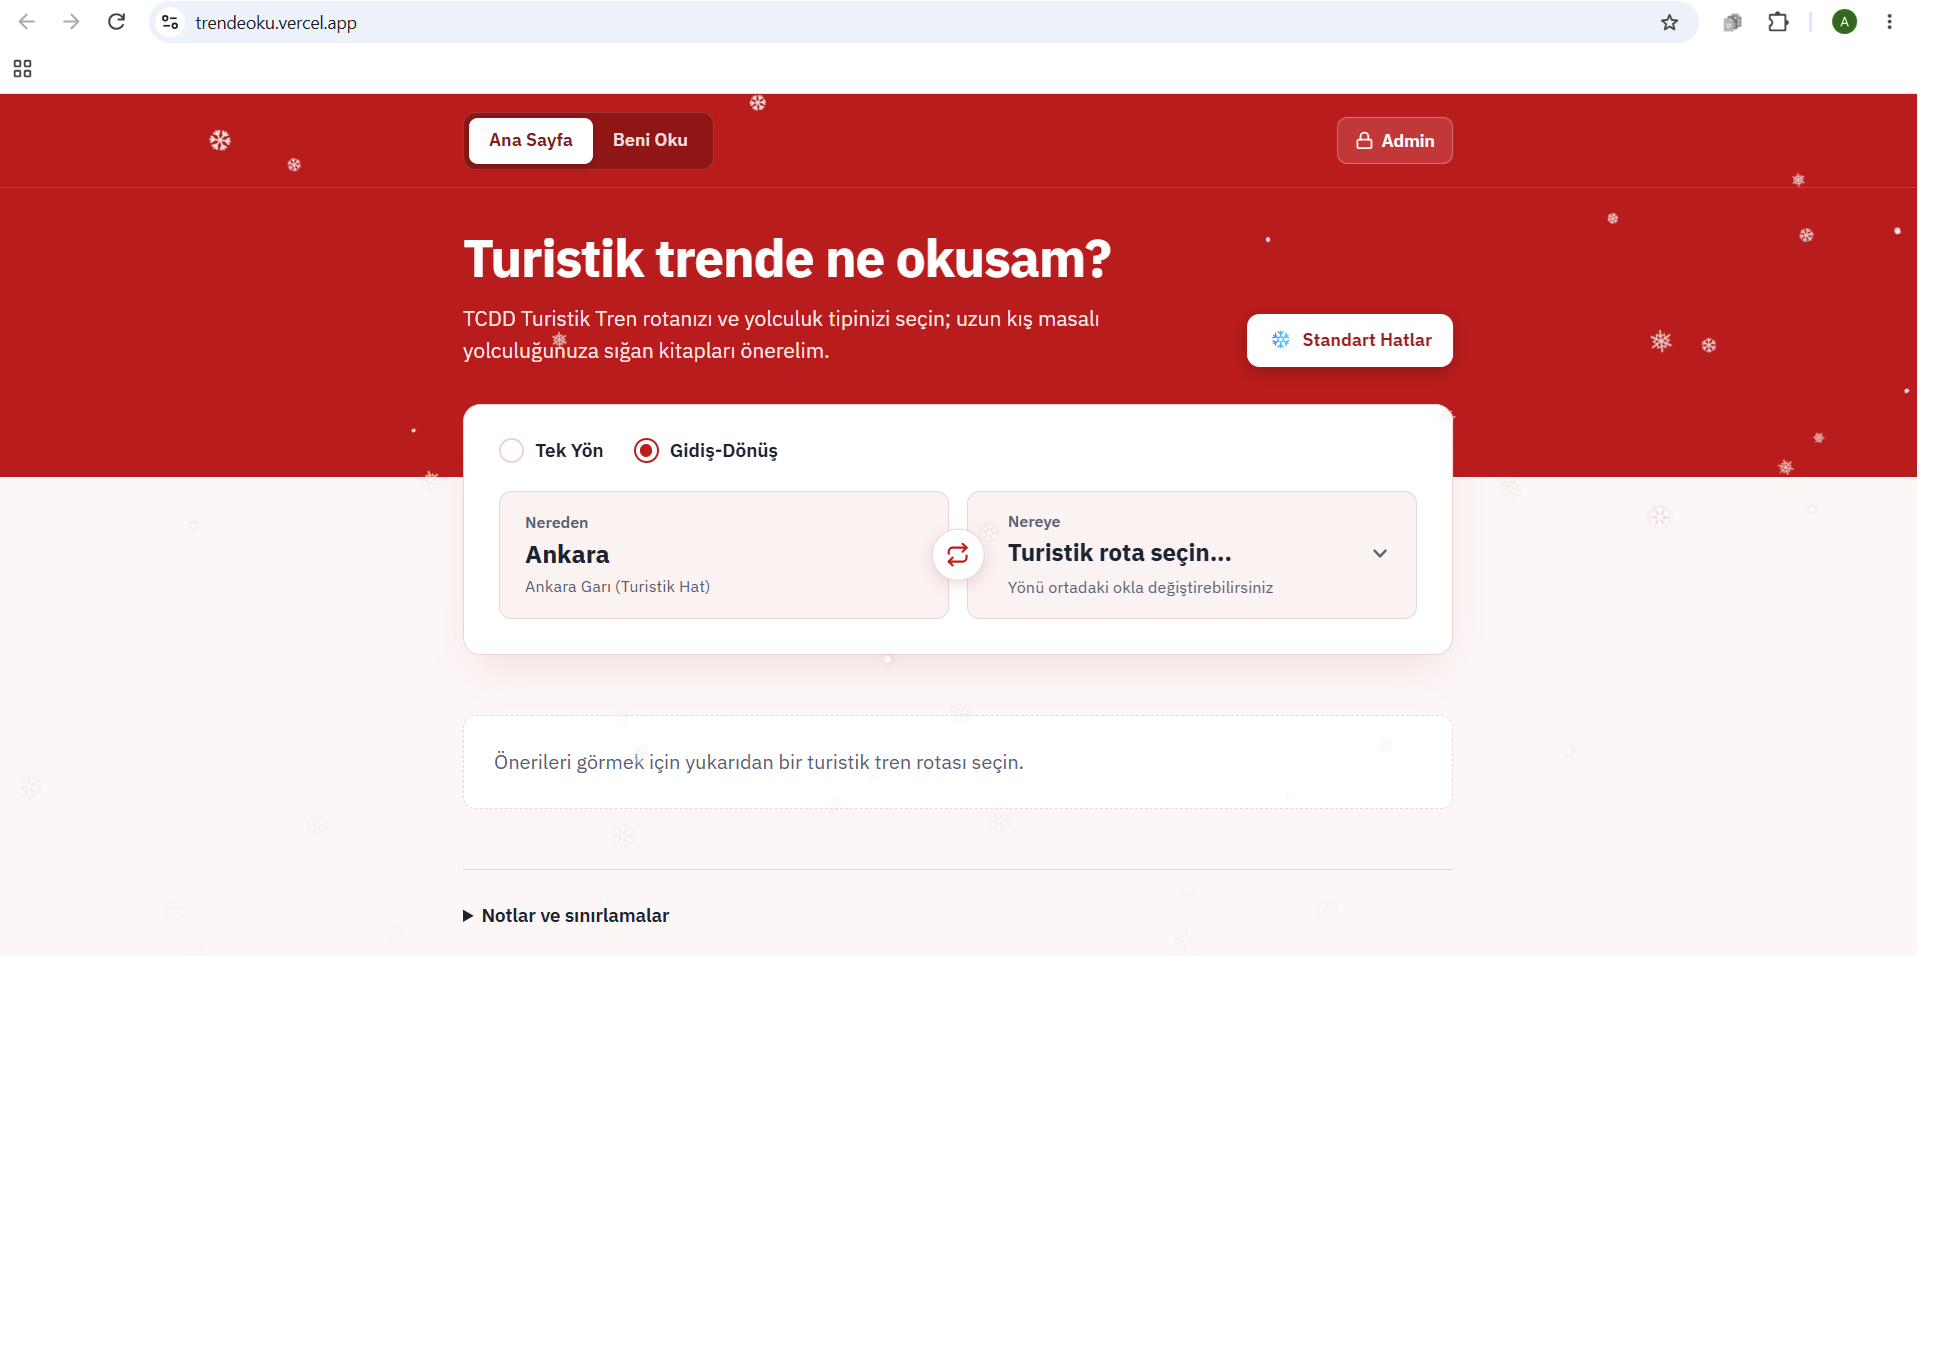 trendeoku.vercel.app
A
Ana Sayfa
Beni Oku
Admin
Turistik trende ne okusam?
TCDD Turistik Tren rotanızı ve yolculuk tipinizi seçin; uzun kış masalı
yolculuğunuza sığan kitapları önerelim.
Standart Hatlar
Tek Yön
Gidiş-Dönüş
Nereden
Ankara
Ankara Garı (Turistik Hat)
Nereye
Turistik rota seçin...
Yönü ortadaki okla değiştirebilirsiniz
Önerileri görmek için yukarıdan bir turistik tren rotası seçin.
Notlar ve sınırlamalar